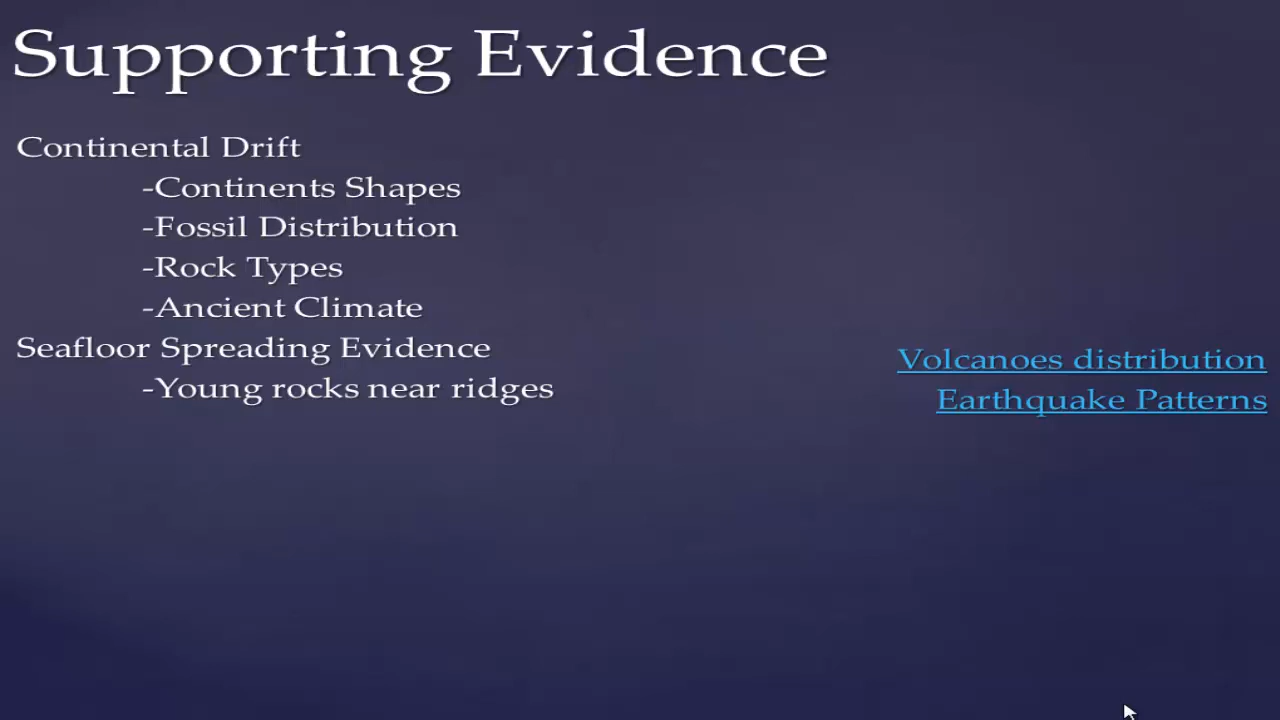 Supporting Evidence
Continental Drift
-Continents Shapes
-Fossil Distribution
-Rock Types
-Ancient Climate
Seafloor Spreading Evidence
-Young rocks near ridges
Volcanoes distribution
Earthquake Patterns